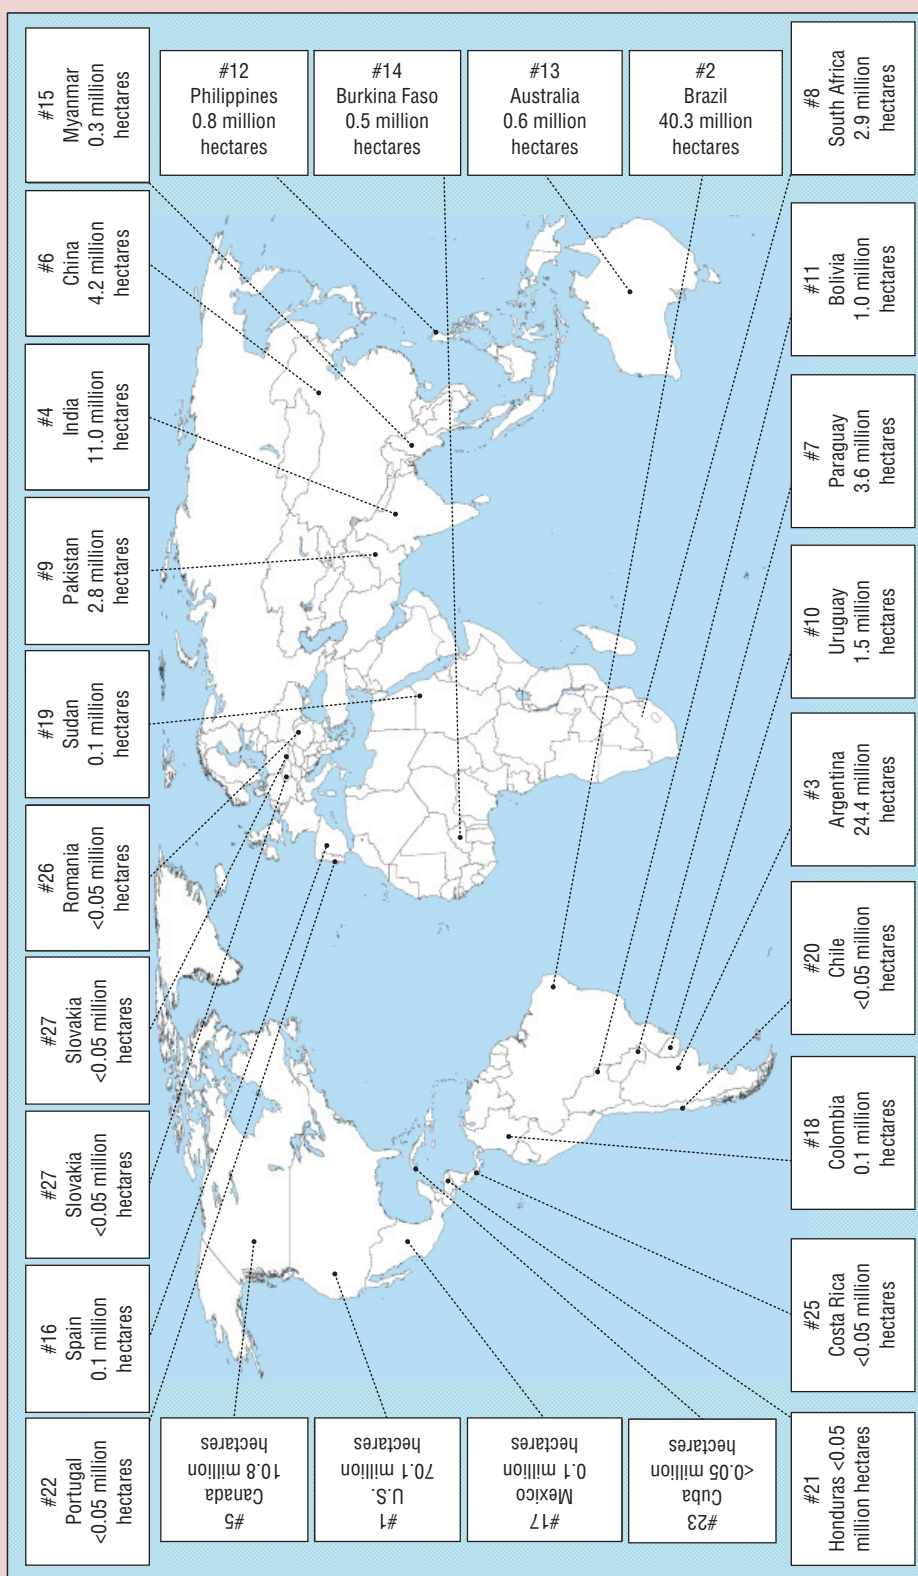 #22
Portugal
<0.05 million
hectares
#16
Spain
0.1 million
hectares
#27
Slovakia
<0.05 million
hectares
#27
Slovakia
<0.05 million
hectares
#26
Romania
<0.05 million
hectares
#19
Sudan
0.1 million
hectares
#9
Pakistan
2.8 million
hectares
#4
India
11.0 million
hectares
#6
China
4.2 million
hectares
#15
Myanmar
0.3 million
hectares
#5
Canada
10.8 million
hectares
#1
U.S.
70.1 million
hectares
#17
Mexico
0.1 million
hectares
#23
Cuba
<0.05 million
hectares
#12
Philippines
0.8 million
hectares
#14
Burkina Faso
0.5 million
hectares
#13
Australia
0.6 million
hectares
#2
Brazil
40.3 million
hectares
#21
Honduras <0.05
million hectares
#25
Costa Rica
<0.05 million
hectares
#18
Colombia
0.1 million
hectares
#20
Chile
<0.05 million
hectares
#3
Argentina
24.4 million
hectares
#10
Uruguay
1.5 million
hectares
#7
Paraguay
3.6 million
hectares
#11
Bolivia
1.0 million
hectares
#8
South Africa
2.9 million
hectares